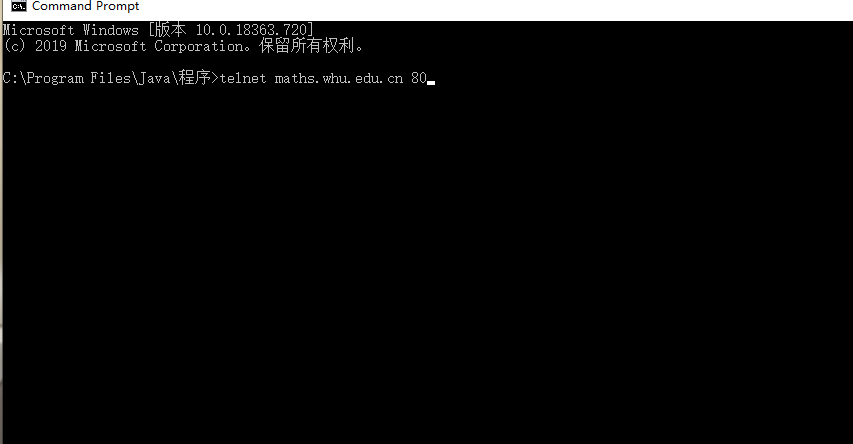 Command Prompt
Microsoft Windows [版本 10.0.18363.720]
(c) 2019 Microsoft Corporation。保留所有权利。
C:\Program Files\Java\程序>telnet maths.whu.edu.cn 80